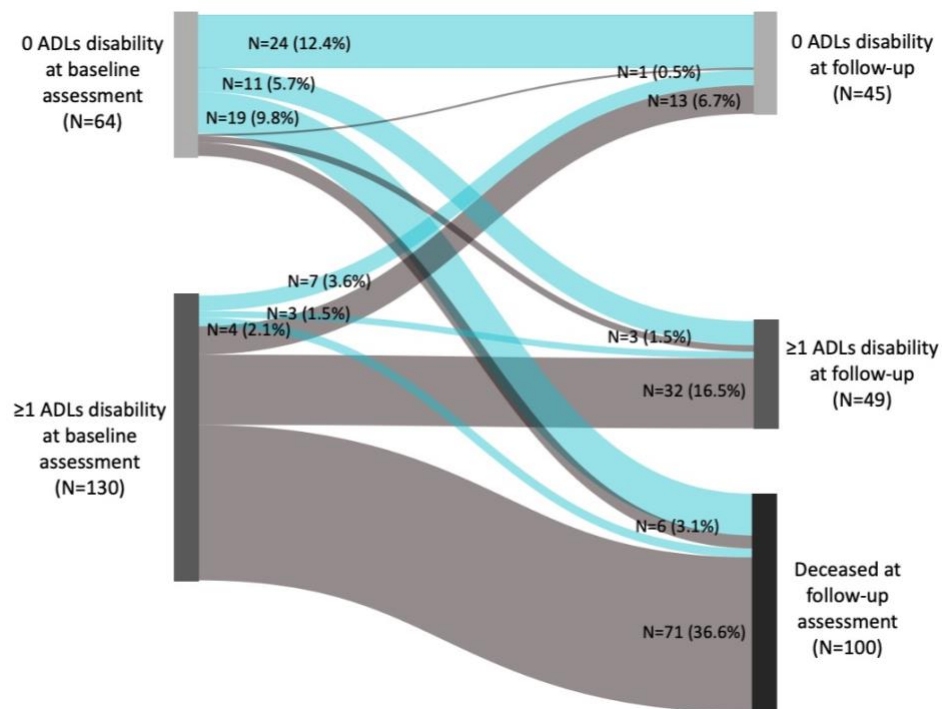 0 ADLs disability
at baseline
assessment
(N=64)
N=24 (12.4%)
N=11 (5.7%)
N=19 (9.8%)
N=1 (0.5%)
N=13 (6.7%)
0 ADLs disability
at follow-up
(N=45)
N=7 (3.6%)
N=3 (1.5%)
N=4 (2.1%)
≥1 ADLs disability
at baseline
assessment
(N=130)
N=3 (1.5%)
N=32 (16.5%)
≥1 ADLs disability
at follow-up
(N=49)
N=6 (3.1%)
N=71 (36.6%)
Deceased at
follow-up
assessment
(N=100)